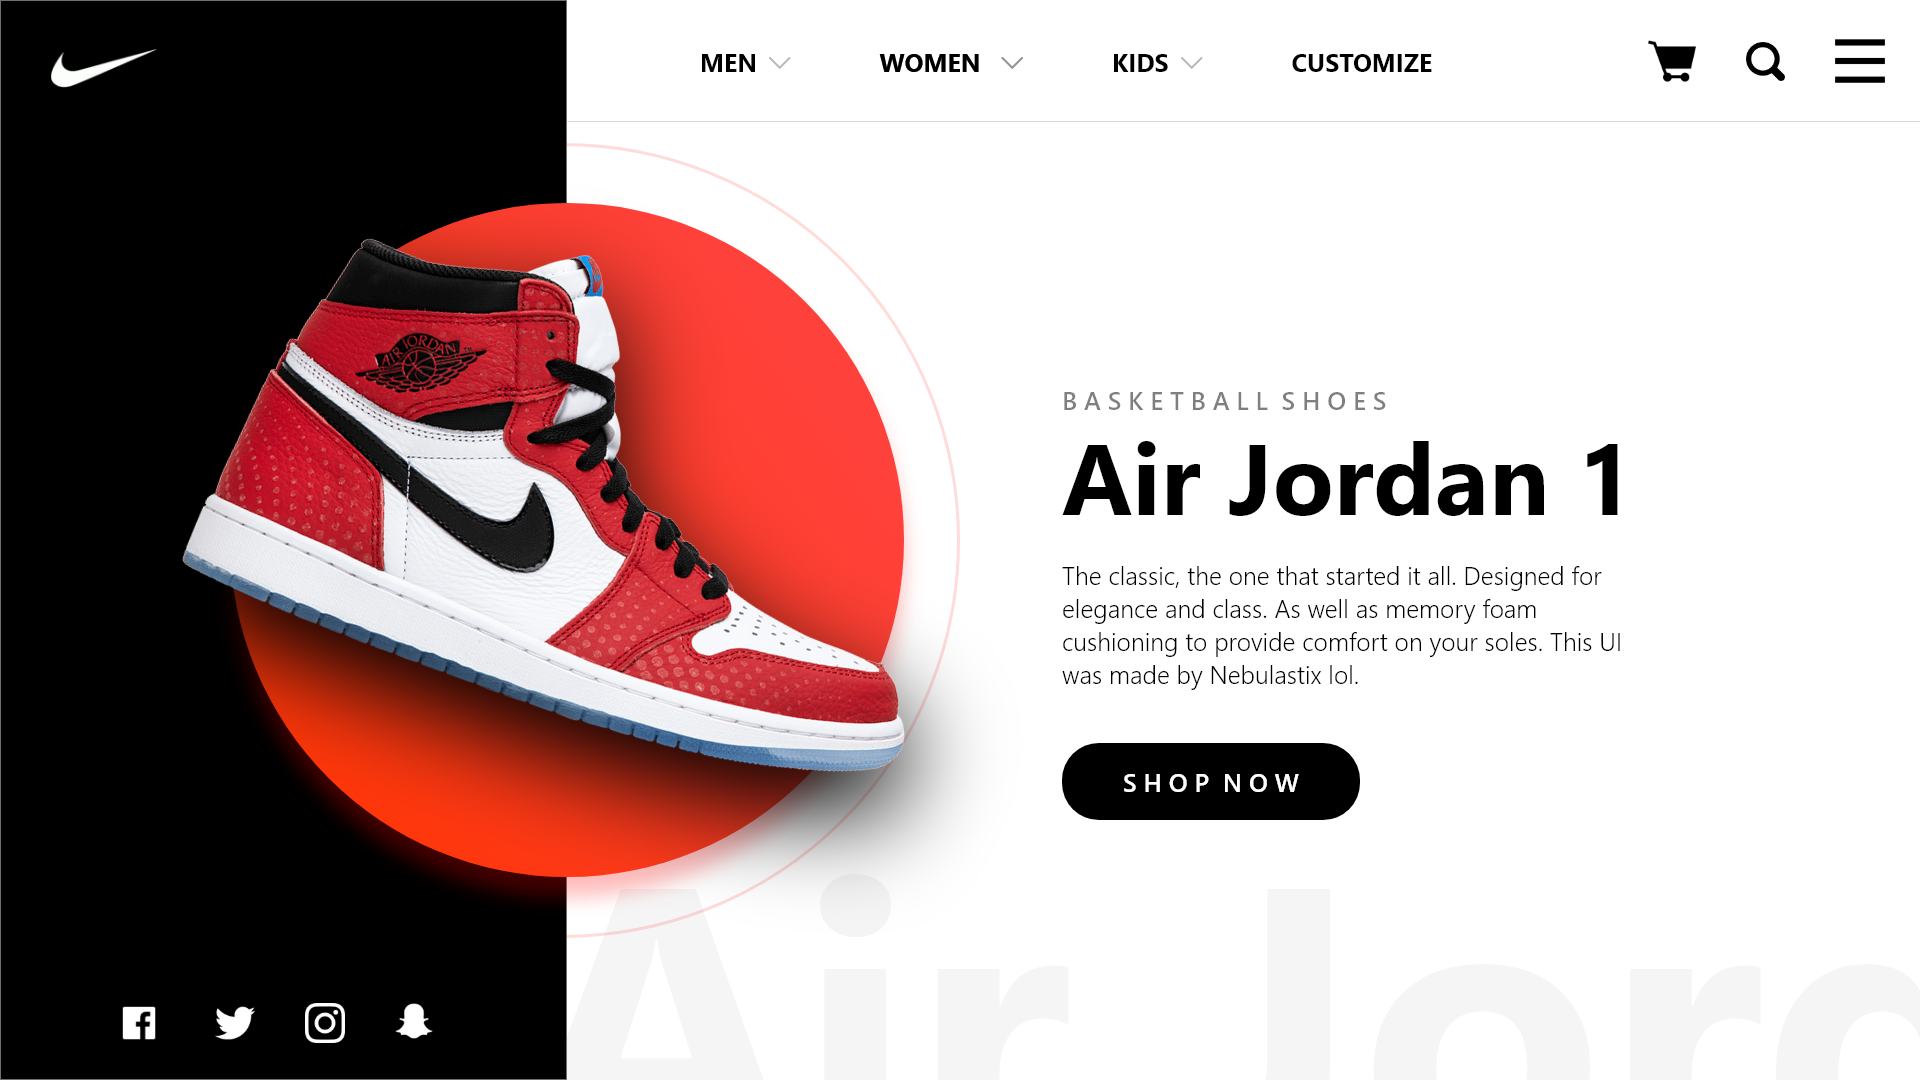 MEN WOMEN KIDS CUSTOMIZE
AIR JORDAN
BASKETBALL SHOES
Air Jordan 1
The classic, the one that started it all. Designed for
elegance and class. As well as memory foam
cushioning to provide comfort on your soles. This UI
was made by Nebulastix lol.
SHOP NOW
Air Jord